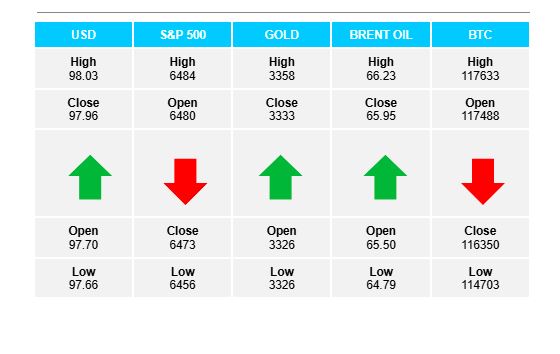 USD S&P 500 GOLD BRENT OIL BTC
High High High High High
98.03 6484 3358 66.23 117633
Close Open Close Close Open
97.96 6480 3333 65.95 117488
Open Close Open Open Close
97.70 6473 3326 65.50 116350
Low Low Low Low Low
97.66 6456 3326 64.79 114703